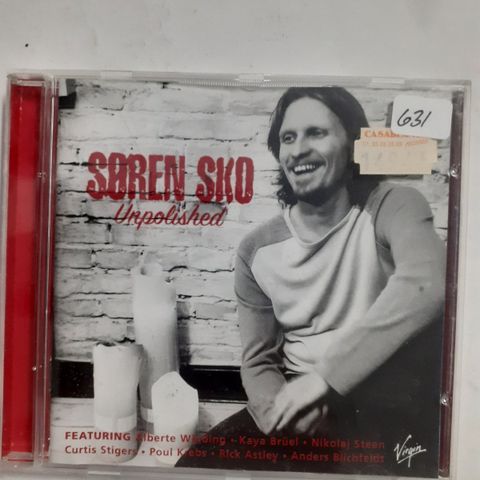 631
CASABLANCA
SØREN SKO
Unpolished
FEATURING Alberte Winding • Kaya Brüel • Nikolaj Steen
Curtis Stigers • Poul Krebs • Rick Astley • Anders Blichfeldt
Virgin